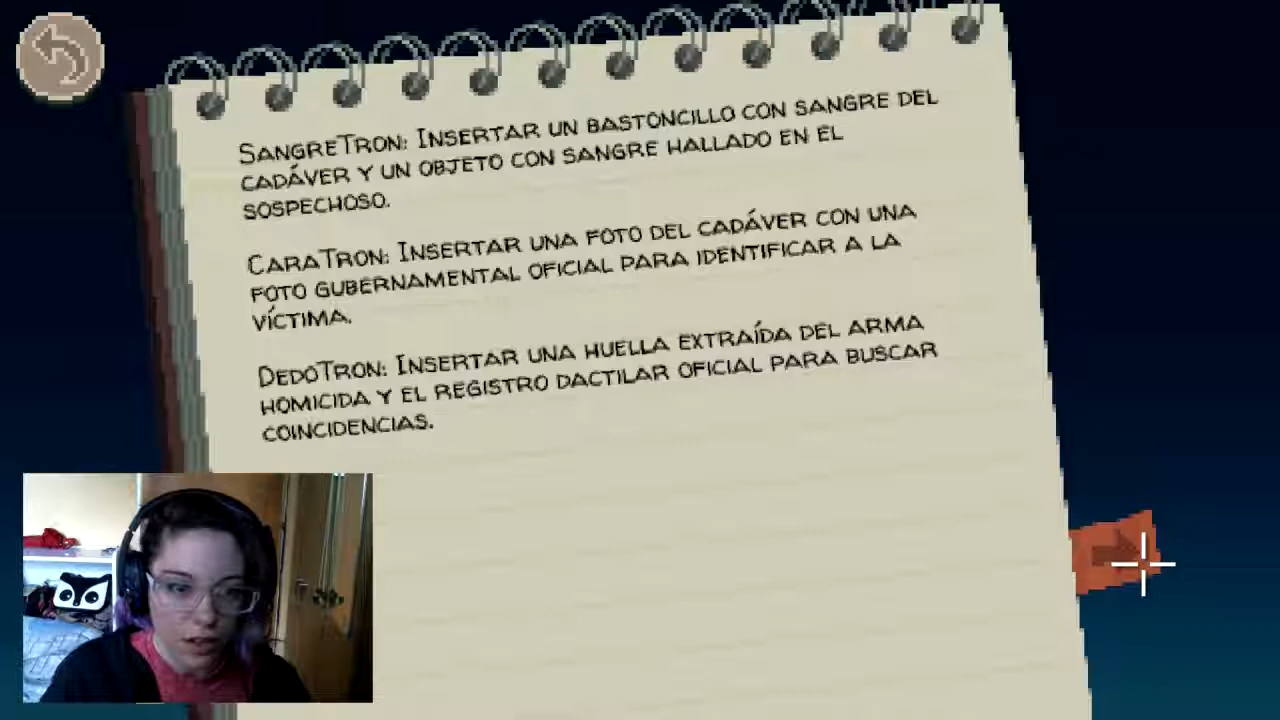 SangreTron: Insertar un bastoncillo con sangre del
cadáver y un objeto con sangre hallado en el
sospechoso.
CaraTron: Insertar una foto del cadáver con una
foto gubernamental oficial para identificar a la
víctima.
DedoTron: Insertar una huella extraída del arma
homicida y el registro dactilar oficial para buscar
coincidencias.